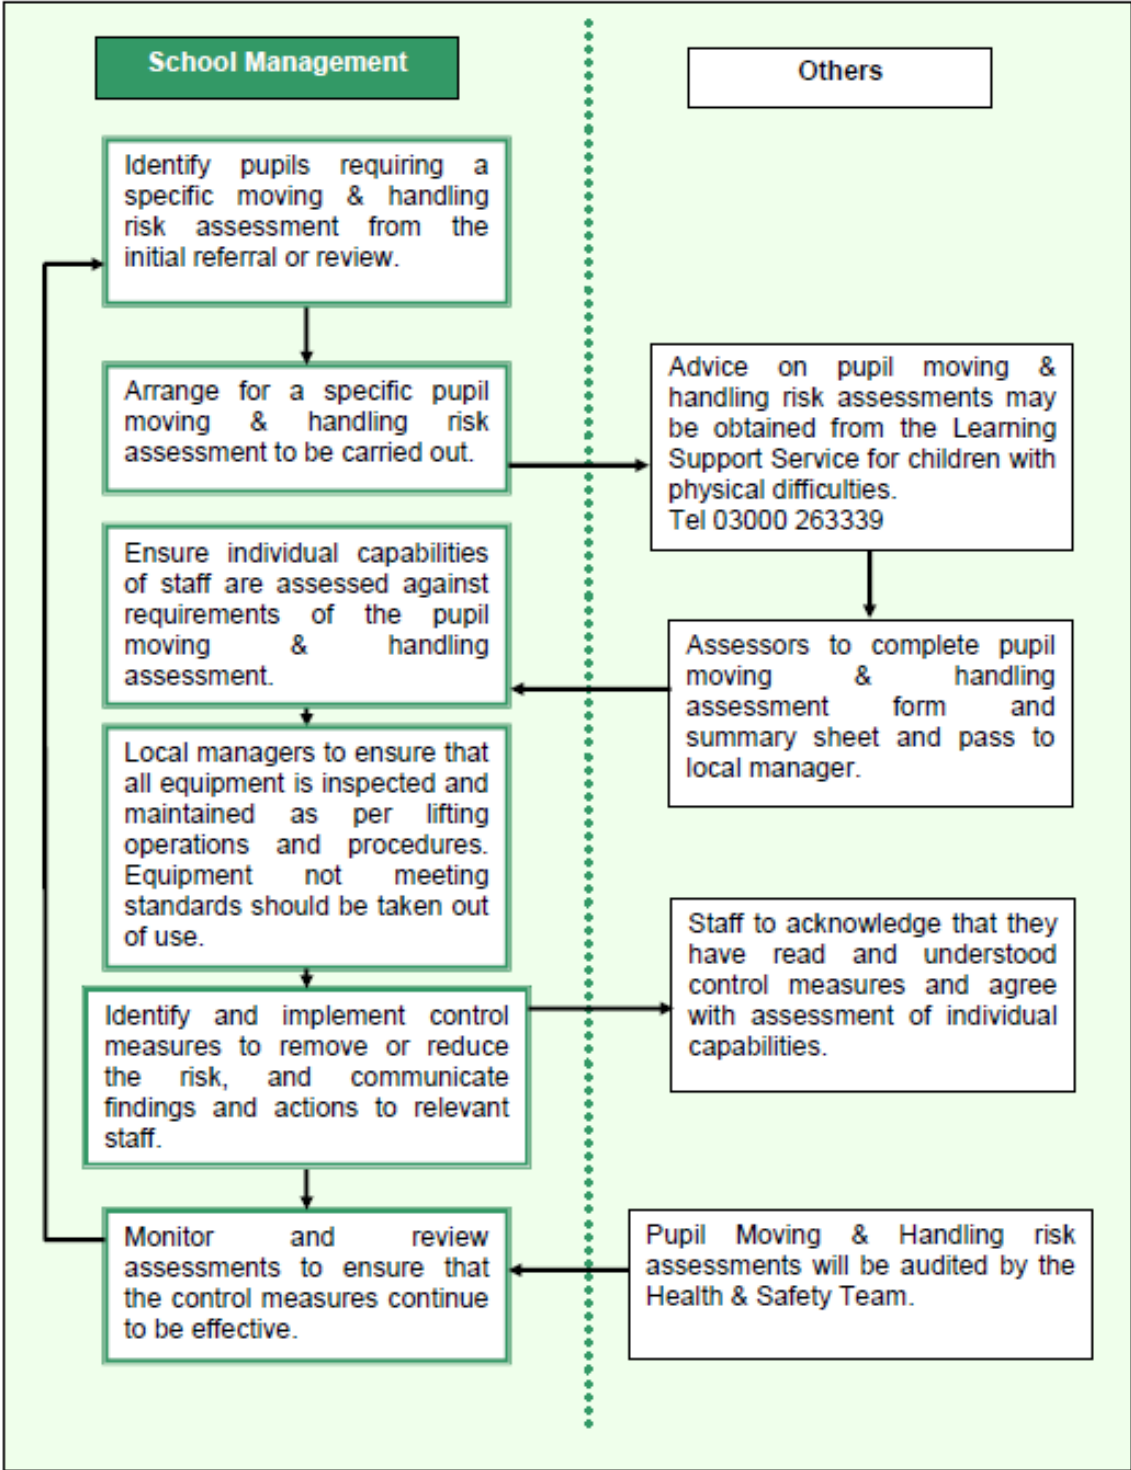 School Management
Others
Identify pupils requiring a
specific moving & handling
risk assessment from the
initial referral or review.
Arrange for a specific pupil
moving & handling risk
assessment to be carried out.
Advice on pupil moving &
handling risk assessments may
be obtained from the Learning
Support Service for children with
physical difficulties.
Tel 03000 263339
Ensure individual capabilities
of staff are assessed against
requirements of the pupil
moving & handling
assessment.
Assessors to complete pupil
moving & handling
assessment form and
summary sheet and pass to
local manager.
Local managers to ensure that
all equipment is inspected and
maintained as per lifting
operations and procedures.
Equipment not meeting
standards should be taken out
of use.
Staff to acknowledge that they
have read and understood
control measures and agree
with assessment of individual
capabilities.
Identify and implement control
measures to remove or reduce
the risk, and communicate
findings and actions to relevant
staff.
Monitor and review
assessments to ensure that
the control measures continue
to be effective.
Pupil Moving & Handling risk
assessments will be audited by the
Health & Safety Team.